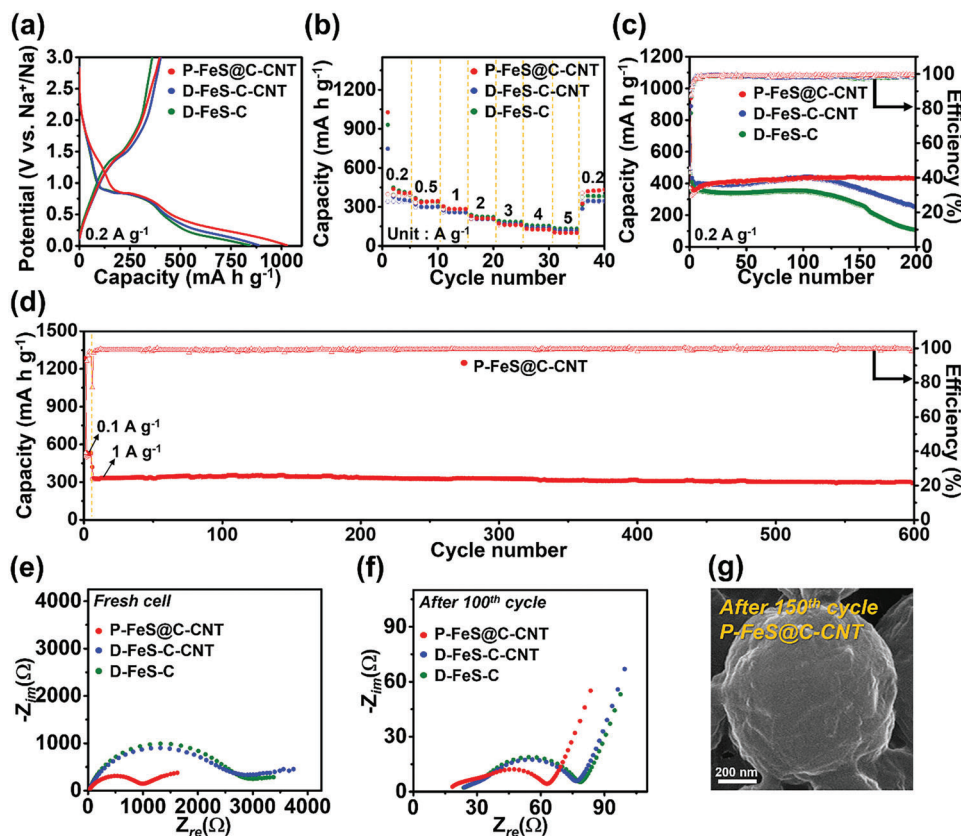 (a)
Potential (V vs. Na⁺/Na)
3.0
2.5
2.0
1.5
1.0
0.5
0.0
P-FeS@C-CNT
D-FeS-C-CNT
D-FeS-C
0.2 A g⁻¹
0 250 500 750 1000
Capacity (mA h g⁻¹)
(b)
Capacity (mA h g⁻¹)
1500
1200
900
600
300
0
P-FeS@C-CNT
D-FeS-C-CNT
D-FeS-C
0.2
0.5
1
2
3
4
5
0.2
Unit : A g⁻¹
0 10 20 30 40
Cycle number
(c)
Capacity (mA h g⁻¹)
1200
1000
800
600
400
200
0
P-FeS@C-CNT
D-FeS-C-CNT
D-FeS-C
0.2 A g⁻¹
0 50 100 150 200
Cycle number
100
80
60
40
20
0
Efficiency (%)
(d)
Capacity (mA h g⁻¹)
1500
1200
900
600
300
0
P-FeS@C-CNT
0.1 A g⁻¹
1 A g⁻¹
0 100 200 300 400 500 600
Cycle number
100
80
60
40
20
0
Efficiency (%)
(e)
-Zim(Ω)
4000
3000
2000
1000
0
Fresh cell
P-FeS@C-CNT
D-FeS-C-CNT
D-FeS-C
0 1000 2000 3000 4000
Zre(Ω)
(f)
-Zim(Ω)
90
60
30
15
0
After 100th cycle
P-FeS@C-CNT
D-FeS-C-CNT
D-FeS-C
0 30 60 90
Zre(Ω)
(g)
After 150th cycle
P-FeS@C-CNT
200 nm